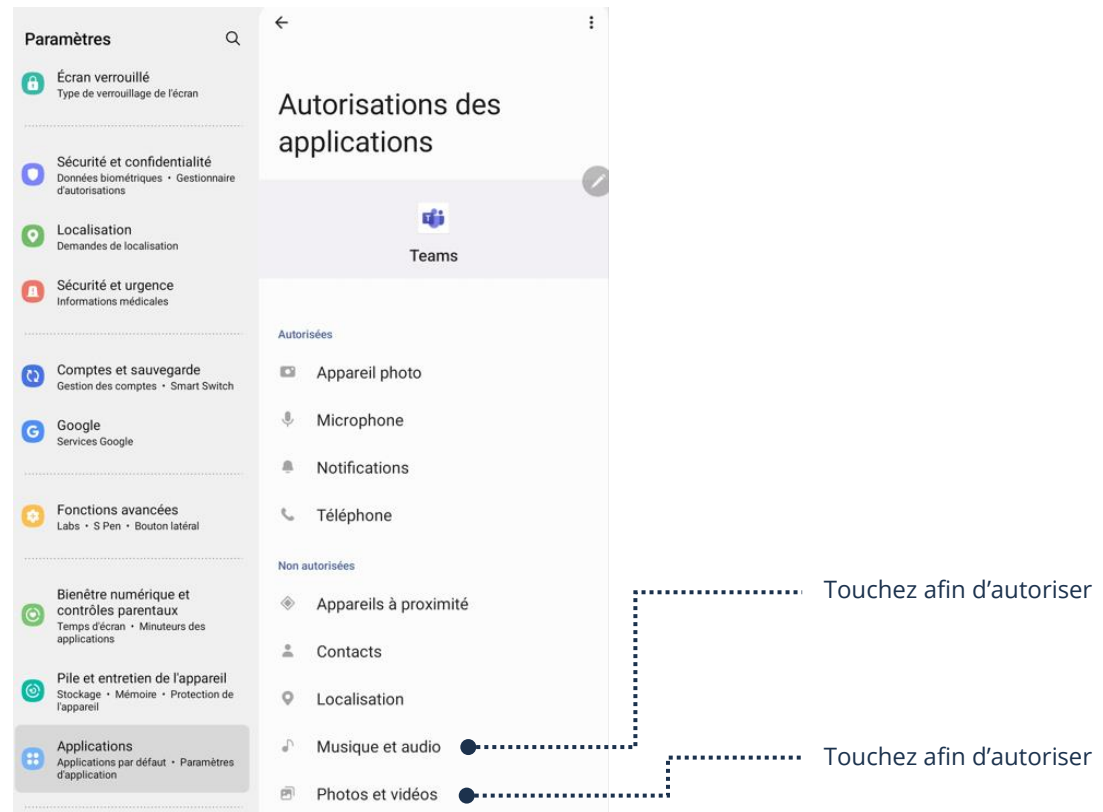 Paramètres
Écran verrouillé
Type de verrouillage de l'écran
Sécurité et confidentialité
Données biométriques • Gestionnaire
d'autorisations
Localisation
Demandes de localisation
Sécurité et urgence
Informations médicales
Comptes et sauvegarde
Gestion des comptes • Smart Switch
Google
Services Google
Fonctions avancées
Labs • S Pen • Bouton latéral
Bienêtre numérique et
contrôles parentaux
Temps d'écran • Minuteurs des
applications
Pile et entretien de l'appareil
Stockage • Mémoire • Protection de
l'appareil
Applications
Applications par défaut • Paramètres
d'application
Autorisations des
applications
Teams
Autorisées
Appareil photo
Microphone
Notifications
Téléphone
Non autorisées
Appareils à proximité
Contacts
Localisation
Musique et audio
Photos et vidéos
Touchez afin d’autoriser
Touchez afin d’autoriser